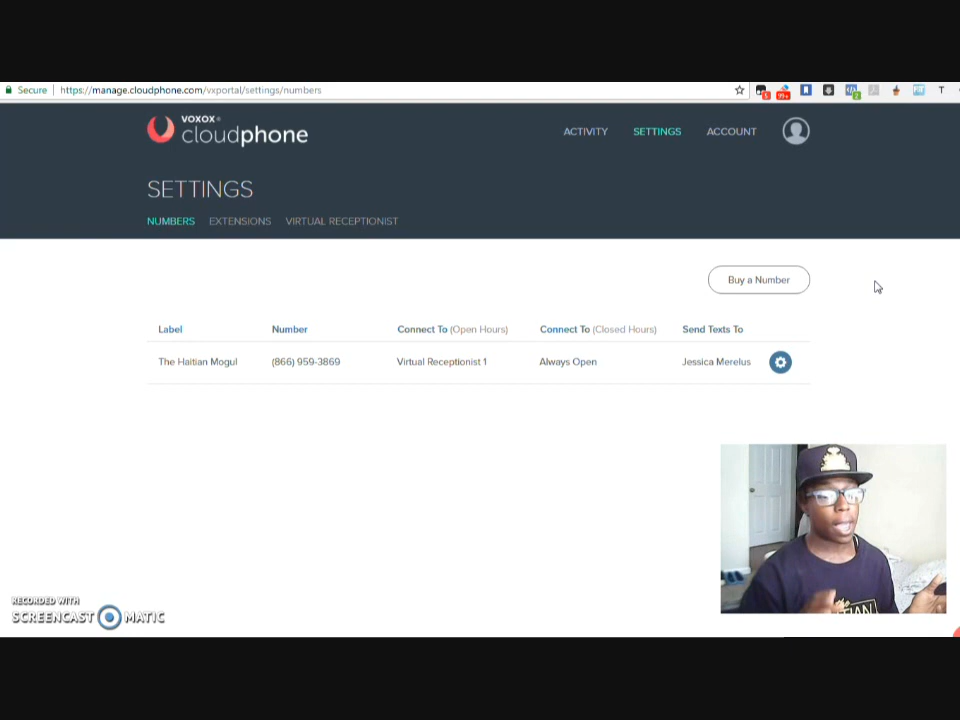 Secure
https://manage.cloudphone.com/vxportal/settings/numbers
VOXOX
cloudphone
ACTIVITY SETTINGS ACCOUNT
SETTINGS
NUMBERS EXTENSIONS VIRTUAL RECEPTIONIST
Buy a Number
Label Number Connect To (Open Hours) Connect To (Closed Hours) Send Texts To
The Haitian Mogul (866) 959-3869 Virtual Receptionist 1 Always Open Jessica Merelus
RECORDED WITH
SCREENCAST MATIC